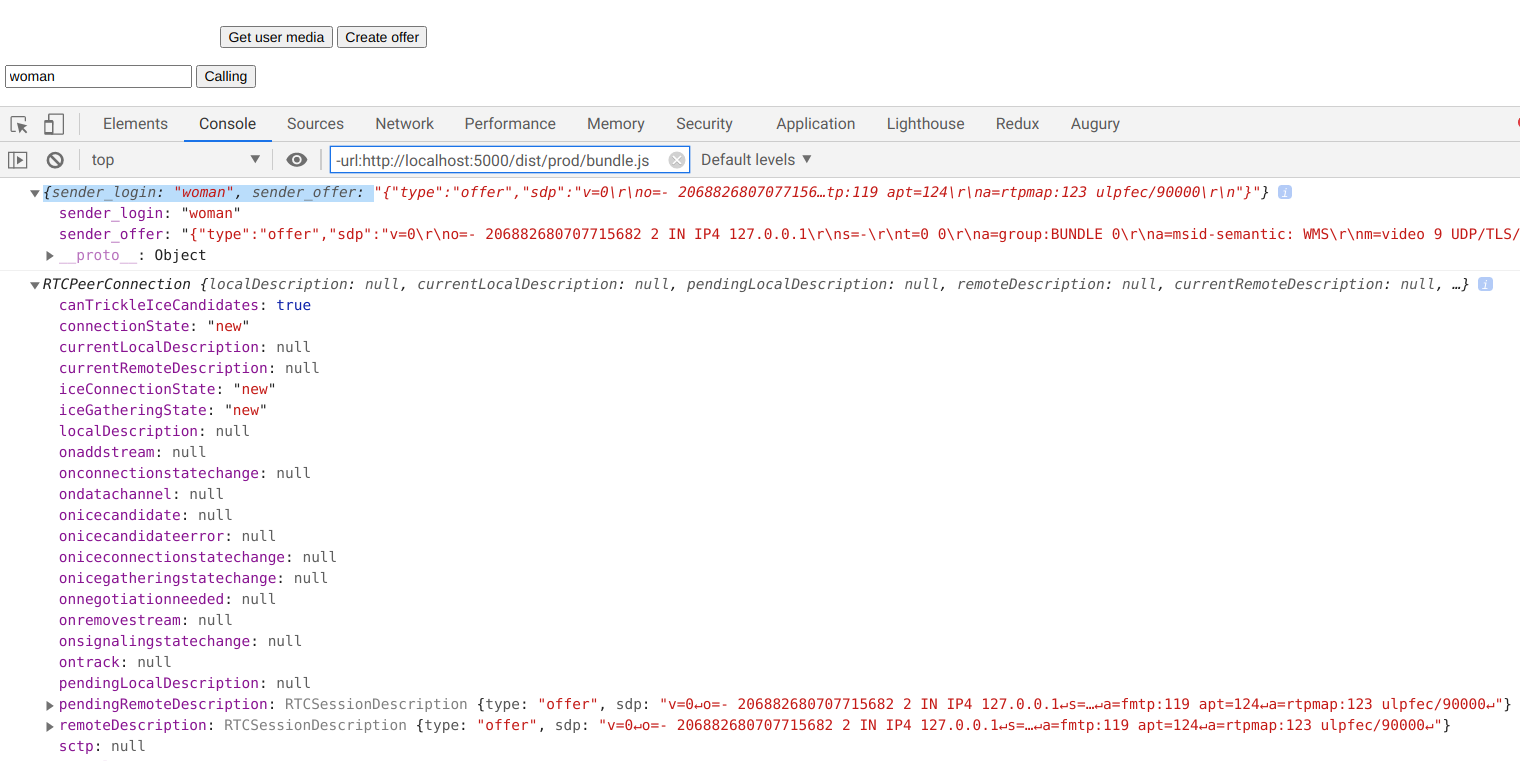 Get user media Create offer
woman Calling
Elements Console Sources Network Performance Memory Security Application Lighthouse Redux Augury
top ▼ -url:http://localhost:5000/dist/prod/bundle.js Default levels ▼
▼{sender_login: "woman", sender_offer: "{"type":"offer","sdp":"v=0\r\no=- 2068826807077156…tp:119 apt=124\r\na=rtpmap:123 ulpfec/90000\r\n"}"} i
sender_login: "woman"
sender_offer: "{"type":"offer","sdp":"v=0\r\no=- 206882680707715682 2 IN IP4 127.0.0.1\r\ns=-\r\nt=0 0\r\na=group:BUNDLE 0\r\na=msid-semantic: WMS\r\nm=video 9 UDP/TLS/
▶__proto__: Object
▼RTCPeerConnection {localDescription: null, currentLocalDescription: null, pendingLocalDescription: null, remoteDescription: null, currentRemoteDescription: null, …} i
canTrickleIceCandidates: true
connectionState: "new"
currentLocalDescription: null
currentRemoteDescription: null
iceConnectionState: "new"
iceGatheringState: "new"
localDescription: null
onaddstream: null
onconnectionstatechange: null
ondatachannel: null
onicecandidate: null
onicecandidateerror: null
oniceconnectionstatechange: null
onicegatheringstatechange: null
onnegotiationneeded: null
onremovestream: null
onsignalingstatechange: null
ontrack: null
pendingLocalDescription: null
▶pendingRemoteDescription: RTCSessionDescription {type: "offer", sdp: "v=0↵o=- 206882680707715682 2 IN IP4 127.0.0.1↵s=…↵a=fmtp:119 apt=124↵a=rtpmap:123 ulpfec/90000↵"}
▶remoteDescription: RTCSessionDescription {type: "offer", sdp: "v=0↵o=- 206882680707715682 2 IN IP4 127.0.0.1↵s=…↵a=fmtp:119 apt=124↵a=rtpmap:123 ulpfec/90000↵"}
sctp: null